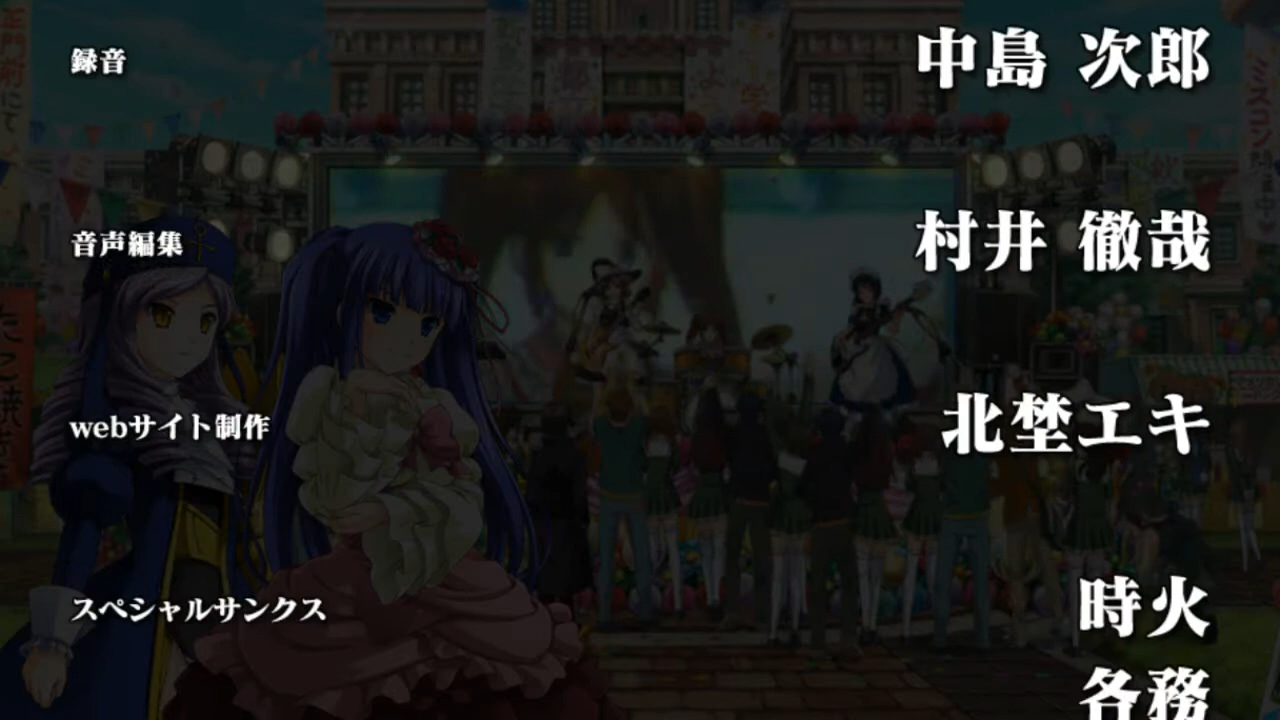 録音 中島 次郎
音声編集 村井 徹哉
webサイト制作 北埜エキ
スペシャルサンクス 時火
各務